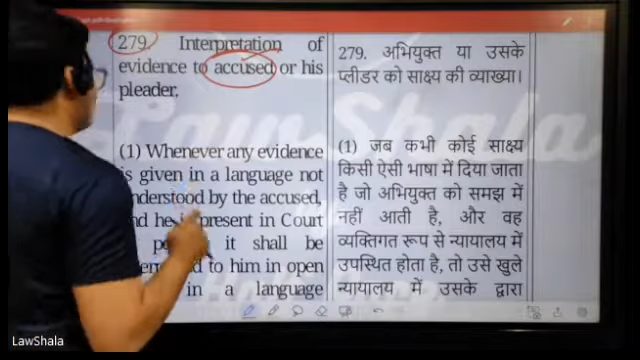 279. Interpretation of
evidence to accused or his
pleader.
(1) Whenever any evidence
is given in a language not
understood by the accused,
and he is present in Court
it shall be
to him in open
in a language
279. अभियुक्त या उसके
प्लीडर को साक्ष्य की व्याख्या।
(1) जब कभी कोई साक्ष्य
किसी ऐसी भाषा में दिया जाता
है जो अभियुक्त को समझ में
नहीं आती है, और वह
व्यक्तिगत रूप से न्यायालय में
उपस्थित होता है, तो उसे खुले
न्यायालय में उसके द्वारा
Law Shala
LawShala